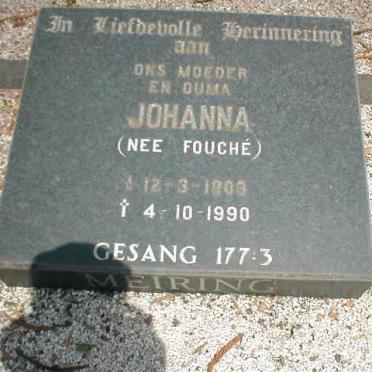 In Liefdevolle Herinnering
aan
ONS MOEDER
EN OUMA
JOHANNA
(NEE FOUCHÉ)
* 12-3-1909
† 4-10-1990
GESANG 177:3
MEIRING